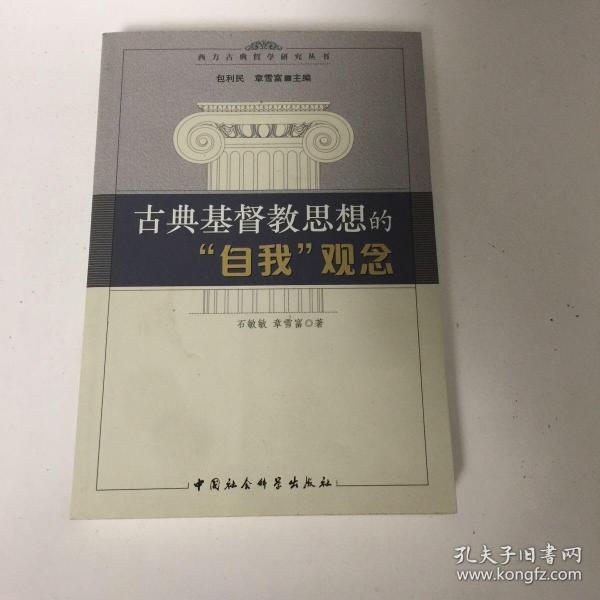 西方古典哲学研究丛书
包利民 章雪富■主编
古典基督教思想的
“自我”观念
石敏敏 章雪富◎著
中国社会科学出版社
孔夫子旧书网
www.kongfz.com